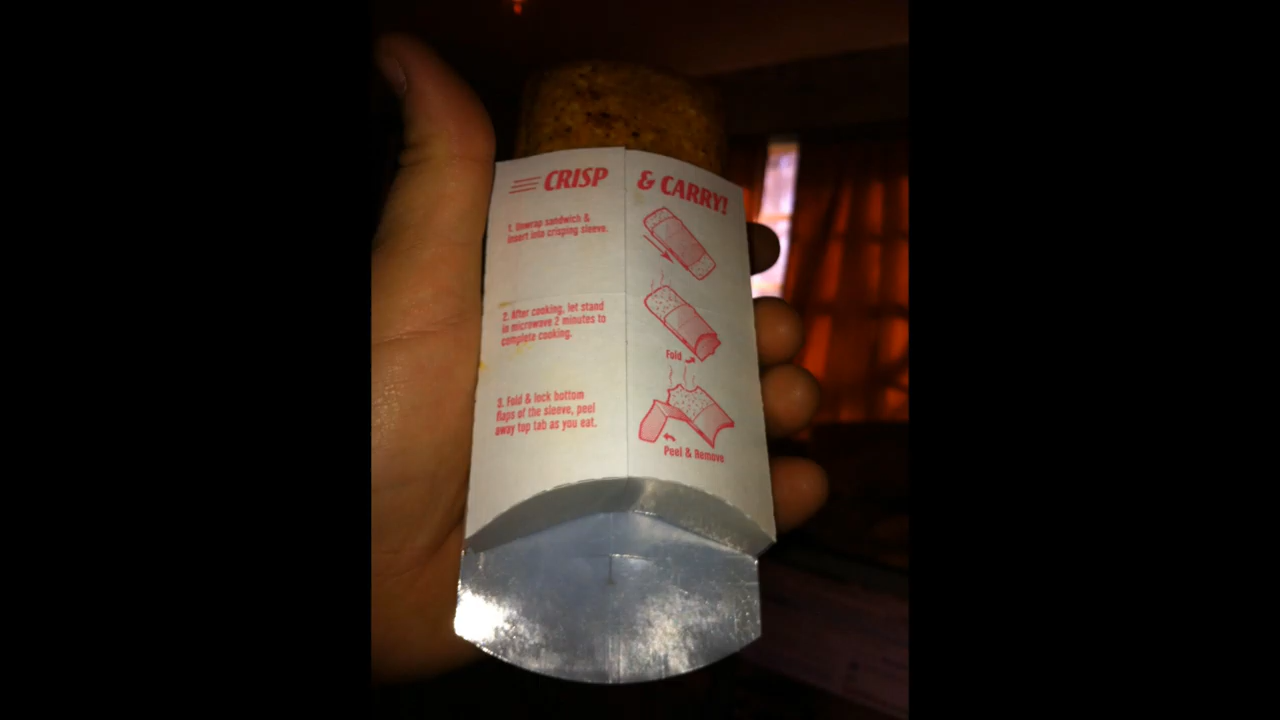 CRISP & CARRY!
1. Unwrap sandwich &
insert into crisping sleeve.
2. After cooking, let stand
in microwave 2 minutes to
complete cooking.
Fold
3. Fold & lock bottom
flaps of the sleeve, peel
away top tab as you eat.
Peel & Remove